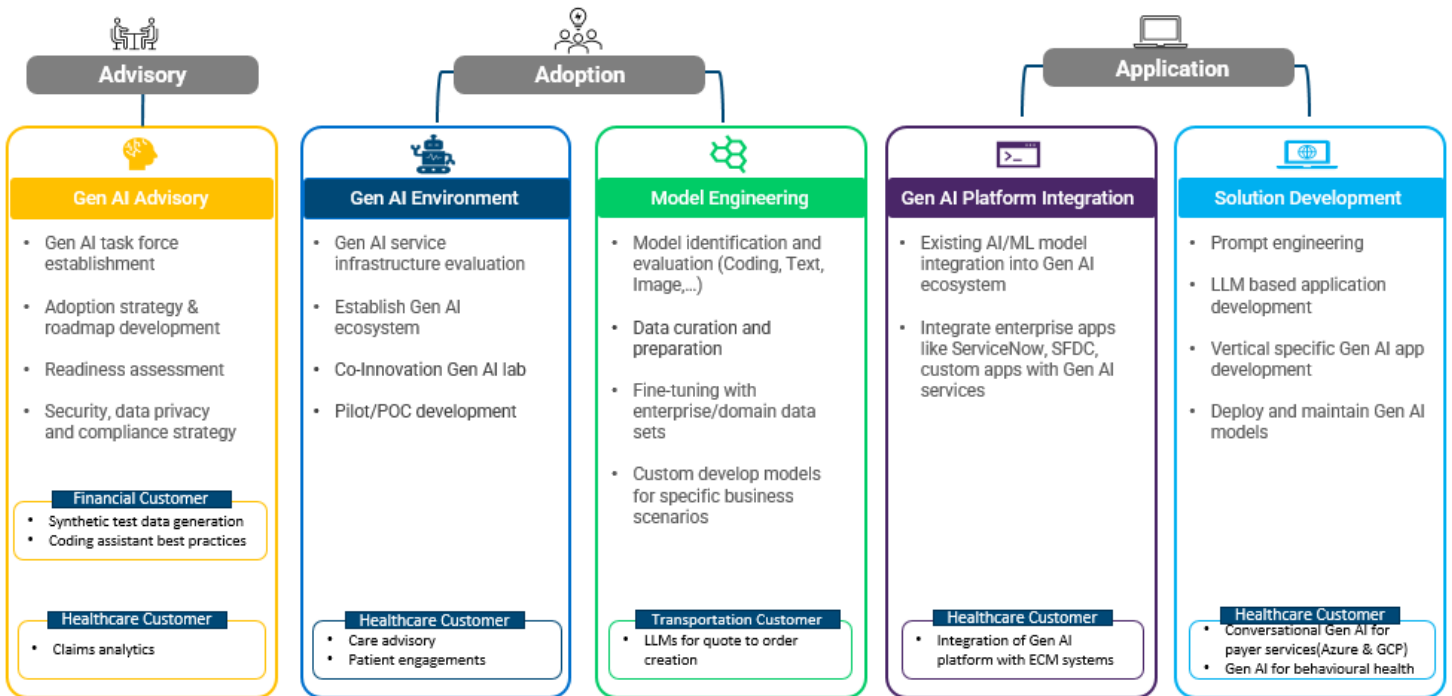 Advisory
Adoption
Application
Gen AI Advisory
• Gen AI task force
establishment
• Adoption strategy &
roadmap development
• Readiness assessment
• Security, data privacy
and compliance strategy
Financial Customer
• Synthetic test data generation
• Coding assistant best practices
Healthcare Customer
• Claims analytics
Gen AI Environment
• Gen AI service
infrastructure evaluation
• Establish Gen AI
ecosystem
• Co-Innovation Gen AI lab
• Pilot/POC development
Healthcare Customer
• Care advisory
• Patient engagements
Model Engineering
• Model identification and
evaluation (Coding, Text,
Image,...)
• Data curation and
preparation
• Fine-tuning with
enterprise/domain data
sets
• Custom develop models
for specific business
scenarios
Transportation Customer
• LLMs for quote to order
creation
>_
Gen AI Platform Integration
• Existing AI/ML model
integration into Gen AI
ecosystem
• Integrate enterprise apps
like ServiceNow, SFDC,
custom apps with Gen AI
services
Healthcare Customer
• Integration of Gen AI
platform with ECM systems
Solution Development
• Prompt engineering
• LLM based application
development
• Vertical specific Gen AI app
development
• Deploy and maintain Gen AI
models
Healthcare Customer
• Conversational Gen AI for
payer services(Azure & GCP)
• Gen AI for behavioural health